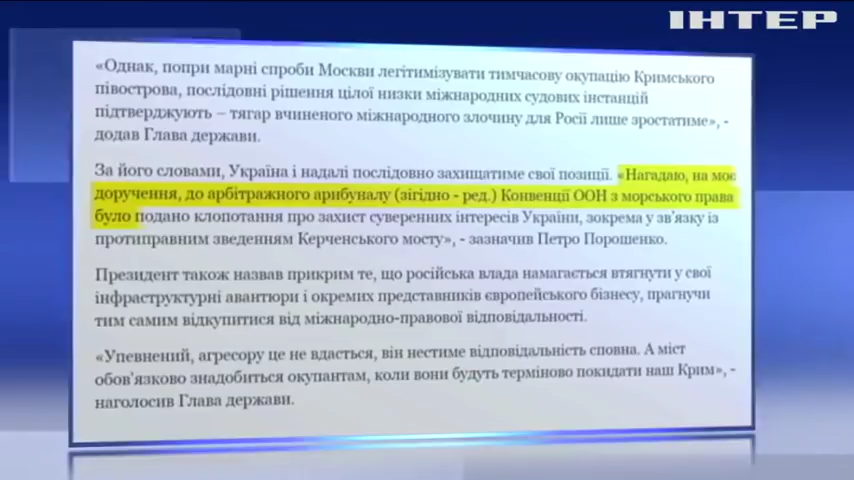 ІНТЕР
«Однак, попри марні спроби Москви легітимізувати тимчасову окупацію Кримського
півострова, послідовні рішення цілої низки міжнародних судових інстанцій
підтверджують – тягар вчиненого міжнародного злочину для Росії лише зростатиме», -
додав Глава держави.
За його словами, Україна і надалі послідовно захищатиме свої позиції. «Нагадаю, на моє
доручення, до арбітражного арибуналу (зігідно - ред.) Конвенції ООН з морського права
було подано клопотання про захист суверенних інтересів України, зокрема у зв'язку із
протиправним зведенням Керченського мосту», - зазначив Петро Порошенко.
Президент також назвав прикрим те, що російська влада намагається втягнути у свої
інфраструктурні авантюри і окремих представників європейського бізнесу, прагнучи
тим самим відкупитися від міжнародно-правової відповідальності.
«Упевнений, агресору це не вдасться, він нестиме відповідальність сповна. А міст
обов'язково знадобиться окупантам, коли вони будуть терміново покидати наш Крим», -
наголосив Глава держави.